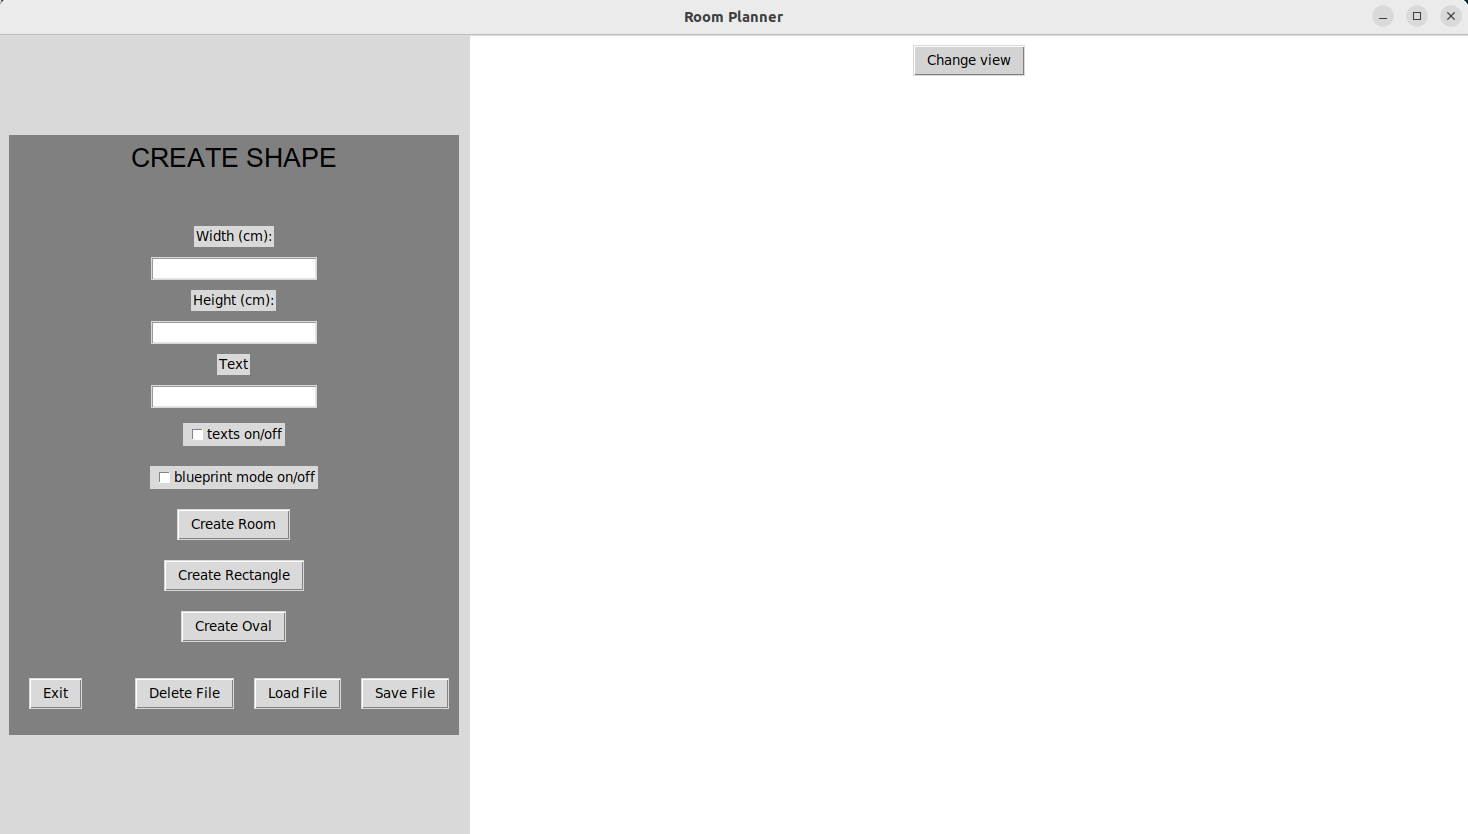 Room Planner
Change view
CREATE SHAPE
Width (cm):
Height (cm):
Text
texts on/off
blueprint mode on/off
Create Room
Create Rectangle
Create Oval
Exit Delete File Load File Save File